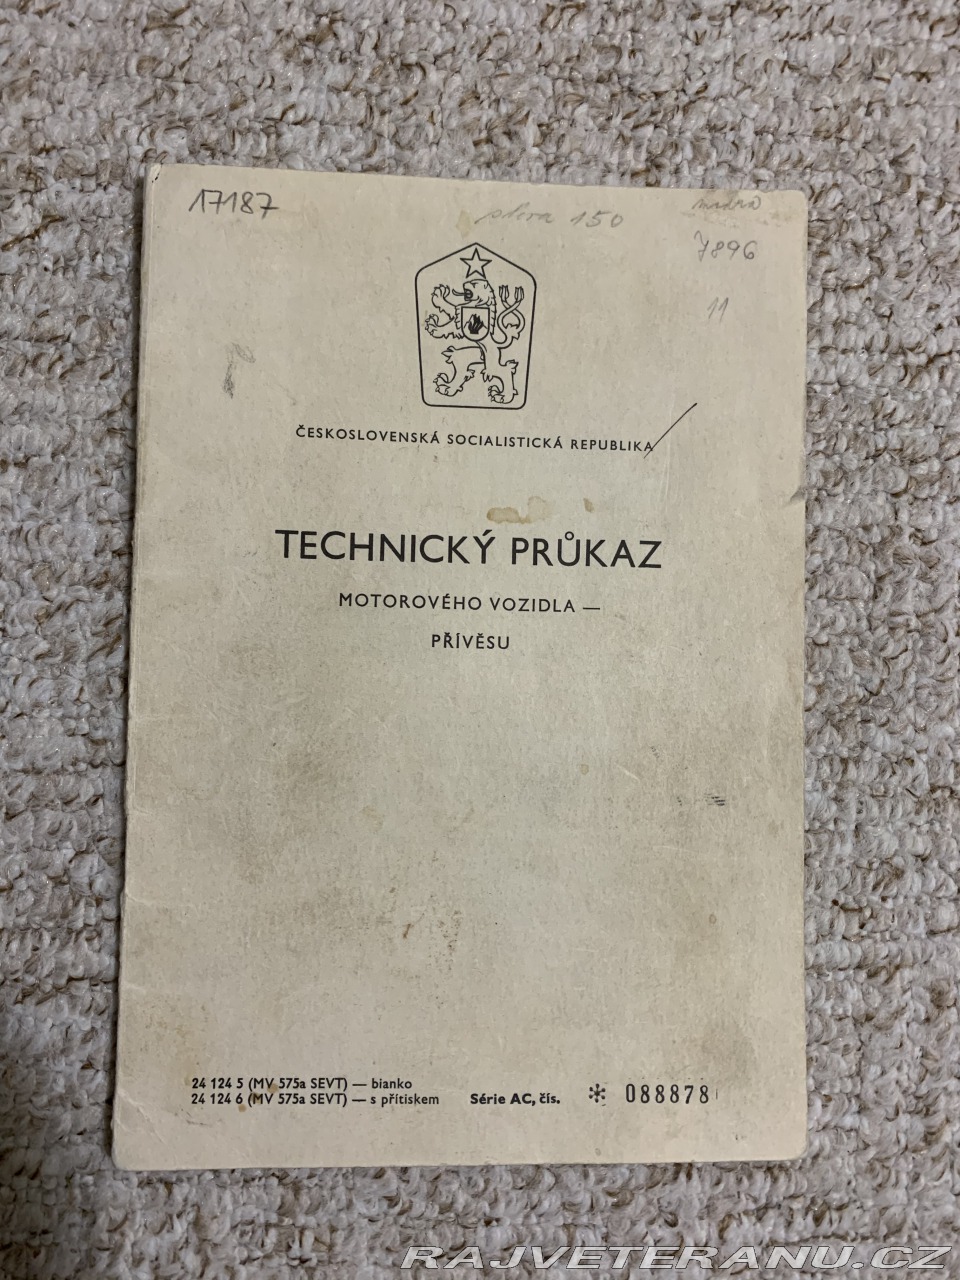 17187
150
7896
11
ČESKOSLOVENSKÁ SOCIALISTICKÁ REPUBLIKA
TECHNICKÝ PRŮKAZ
MOTOROVÉHO VOZIDLA —
PŘÍVĚSU
24 124 5 (MV 575a SEVT) — bianko
24 124 6 (MV 575a SEVT) — s přítiskem Série AC, čís. * 088878
RAJVETERANU.CZ